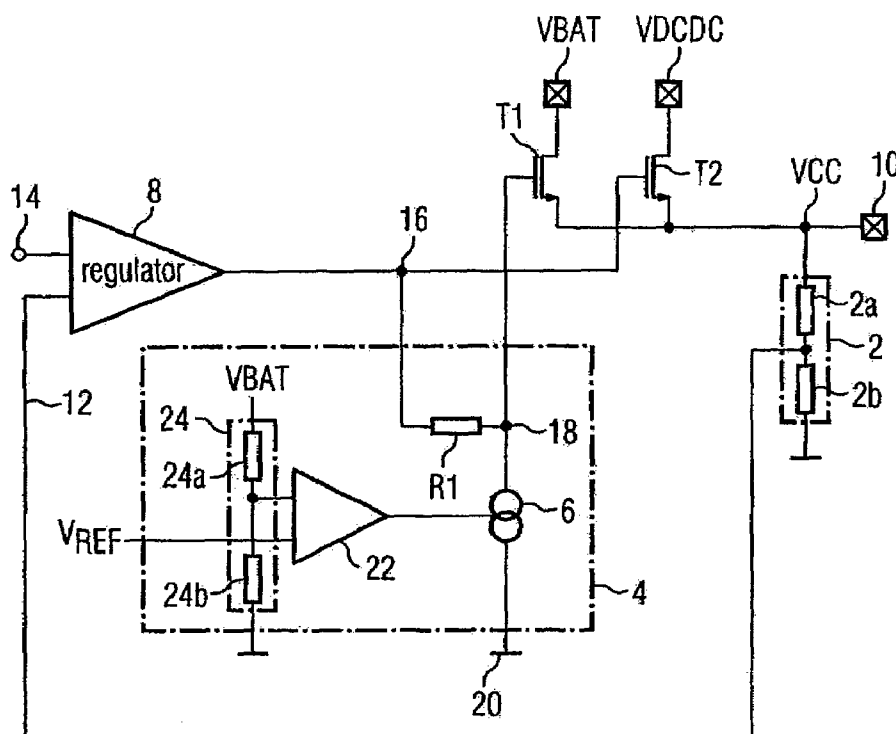 VBAT VDCDC
T1
14 8 16 T2 VCC 10
regulator
2a
2
12 VBAT 2b
24 18
24a R1
6
VREF
22
24b 4
20